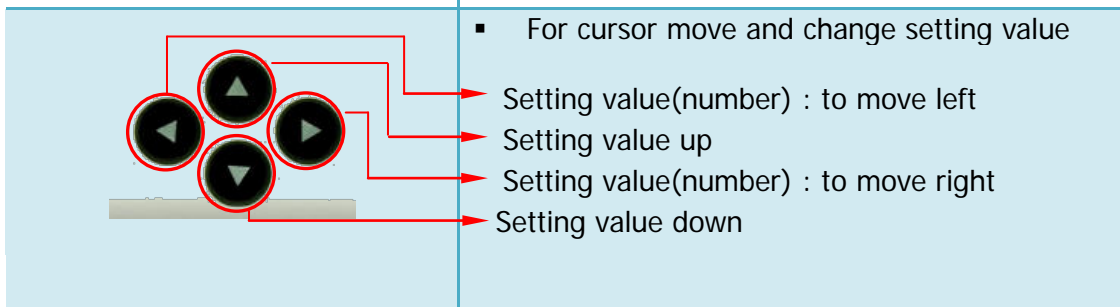 ▪ For cursor move and change setting value
Setting value(number) : to move left
Setting value up
Setting value(number) : to move right
Setting value down